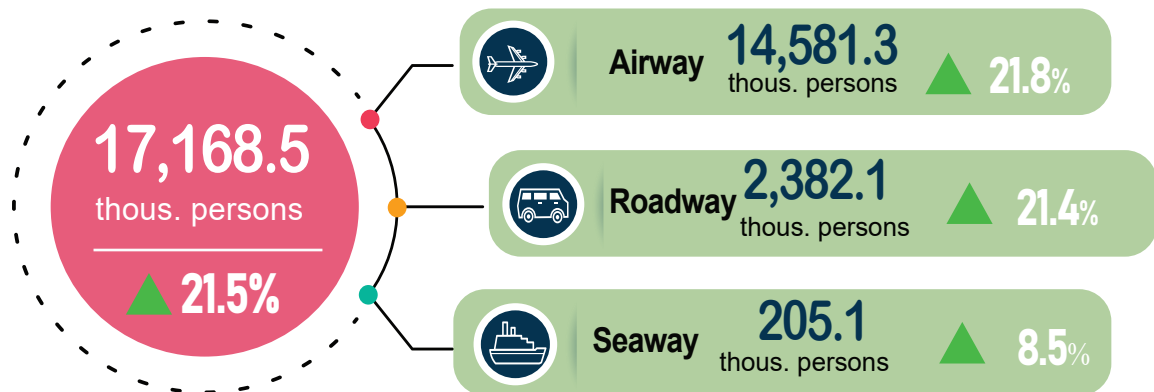 17,168.5
thous. persons
21.5%
Airway
14,581.3
thous. persons
21.8%
Roadway
2,382.1
thous. persons
21.4%
Seaway
205.1
thous. persons
8.5%